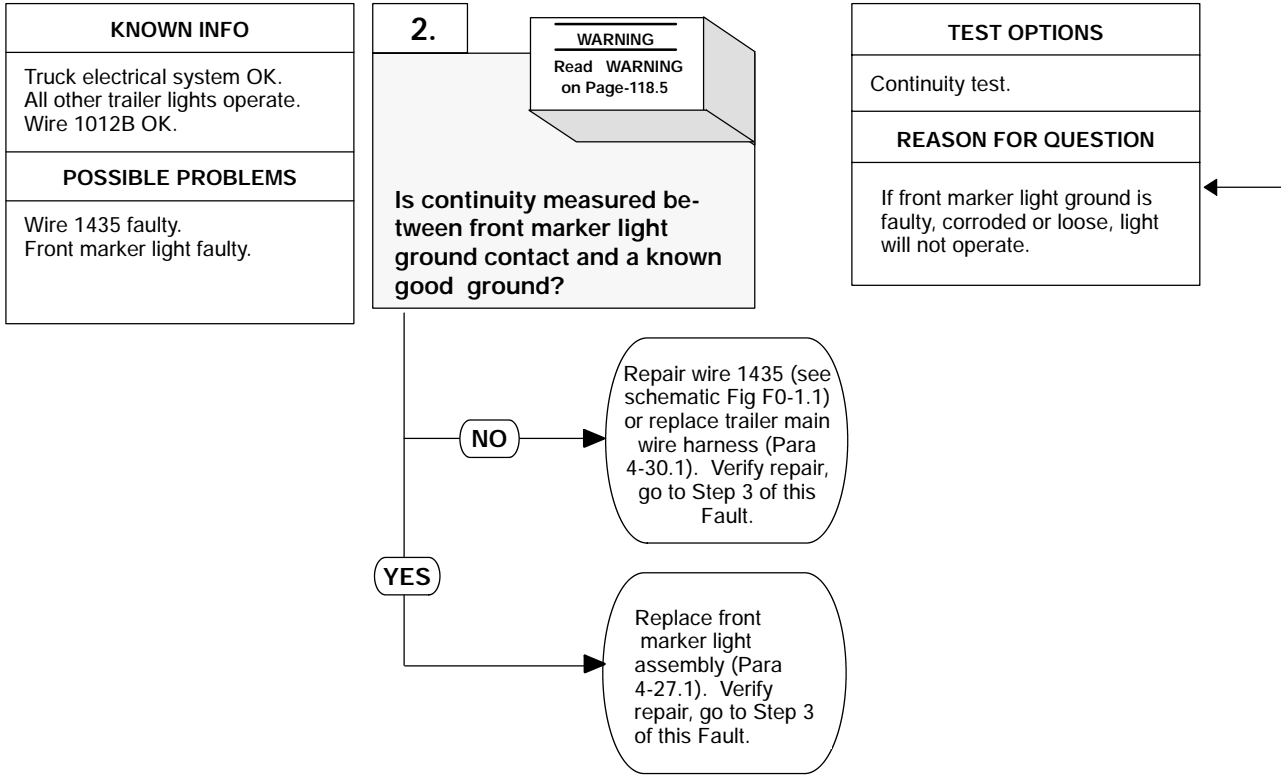 KNOWN INFO
Truck electrical system OK.
All other trailer lights operate.
Wire 1012B OK.
POSSIBLE PROBLEMS
Wire 1435 faulty.
Front marker light faulty.
2.
WARNING
Read WARNING
on Page-118.5
Is continuity measured be-
tween front marker light
ground contact and a known
good ground?
TEST OPTIONS
Continuity test.
REASON FOR QUESTION
If front marker light ground is
faulty, corroded or loose, light
will not operate.
NO
Repair wire 1435 (see
schematic Fig F0-1.1)
or replace trailer main
wire harness (Para
4-30.1). Verify repair,
go to Step 3 of this
Fault.
YES
Replace front
marker light
assembly (Para
4-27.1). Verify
repair, go to Step 3
of this Fault.